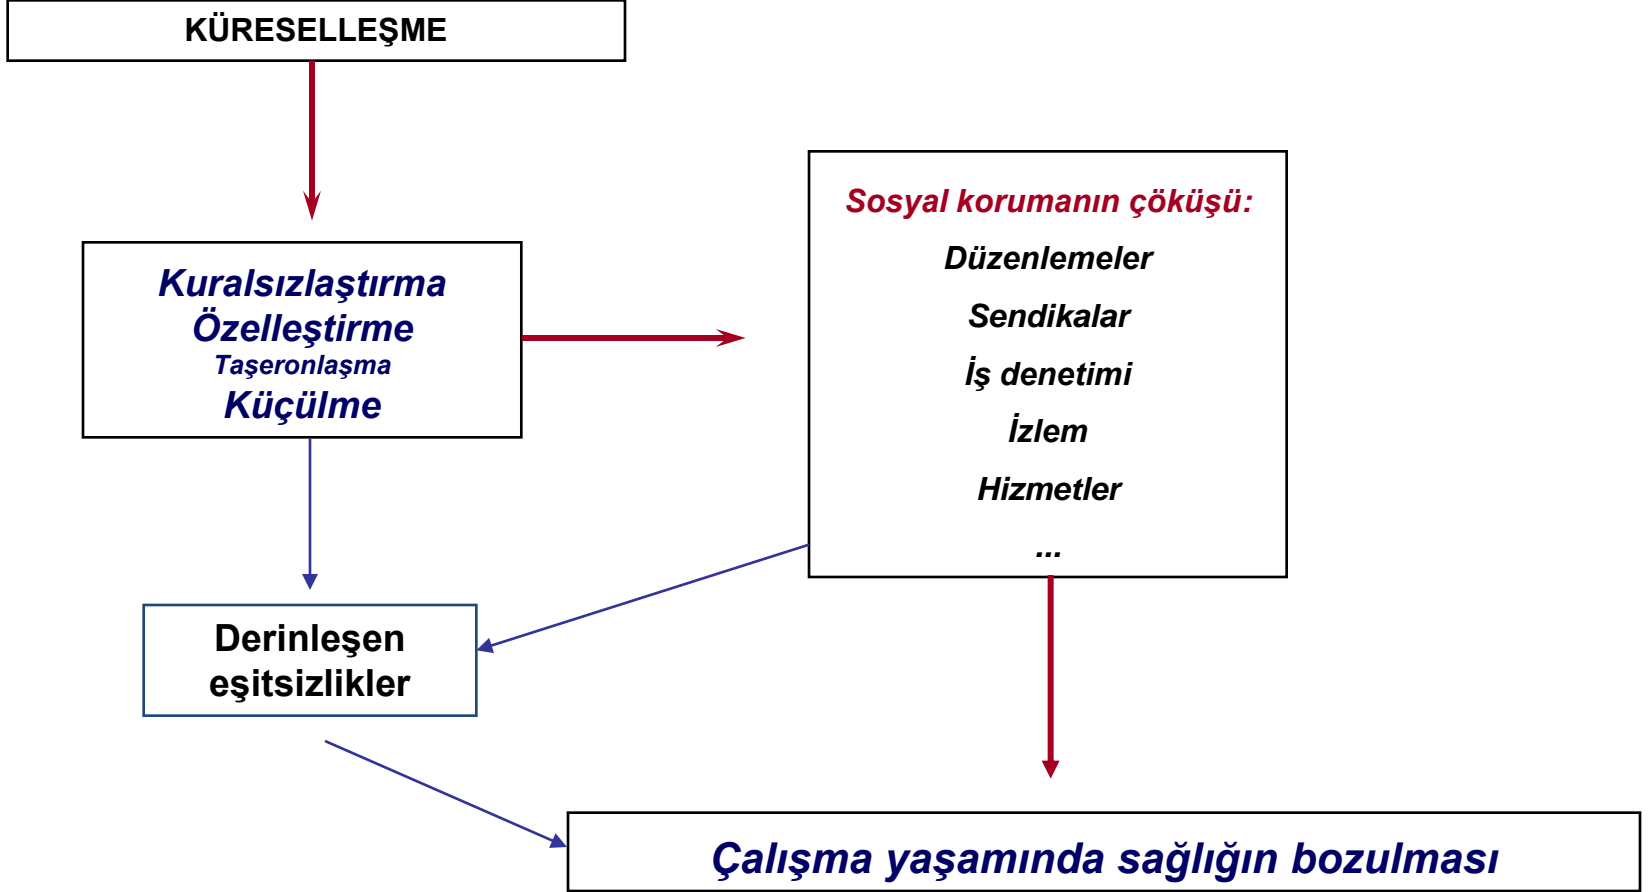 KÜRESELLEŞME
Kuralsızlaştırma
Özelleştirme
Taşeronlaşma
Küçülme
Sosyal korumanın çöküşü:
Düzenlemeler
Sendikalar
İş denetimi
İzlem
Hizmetler
...
Derinleşen
eşitsizlikler
Çalışma yaşamında sağlığın bozulması